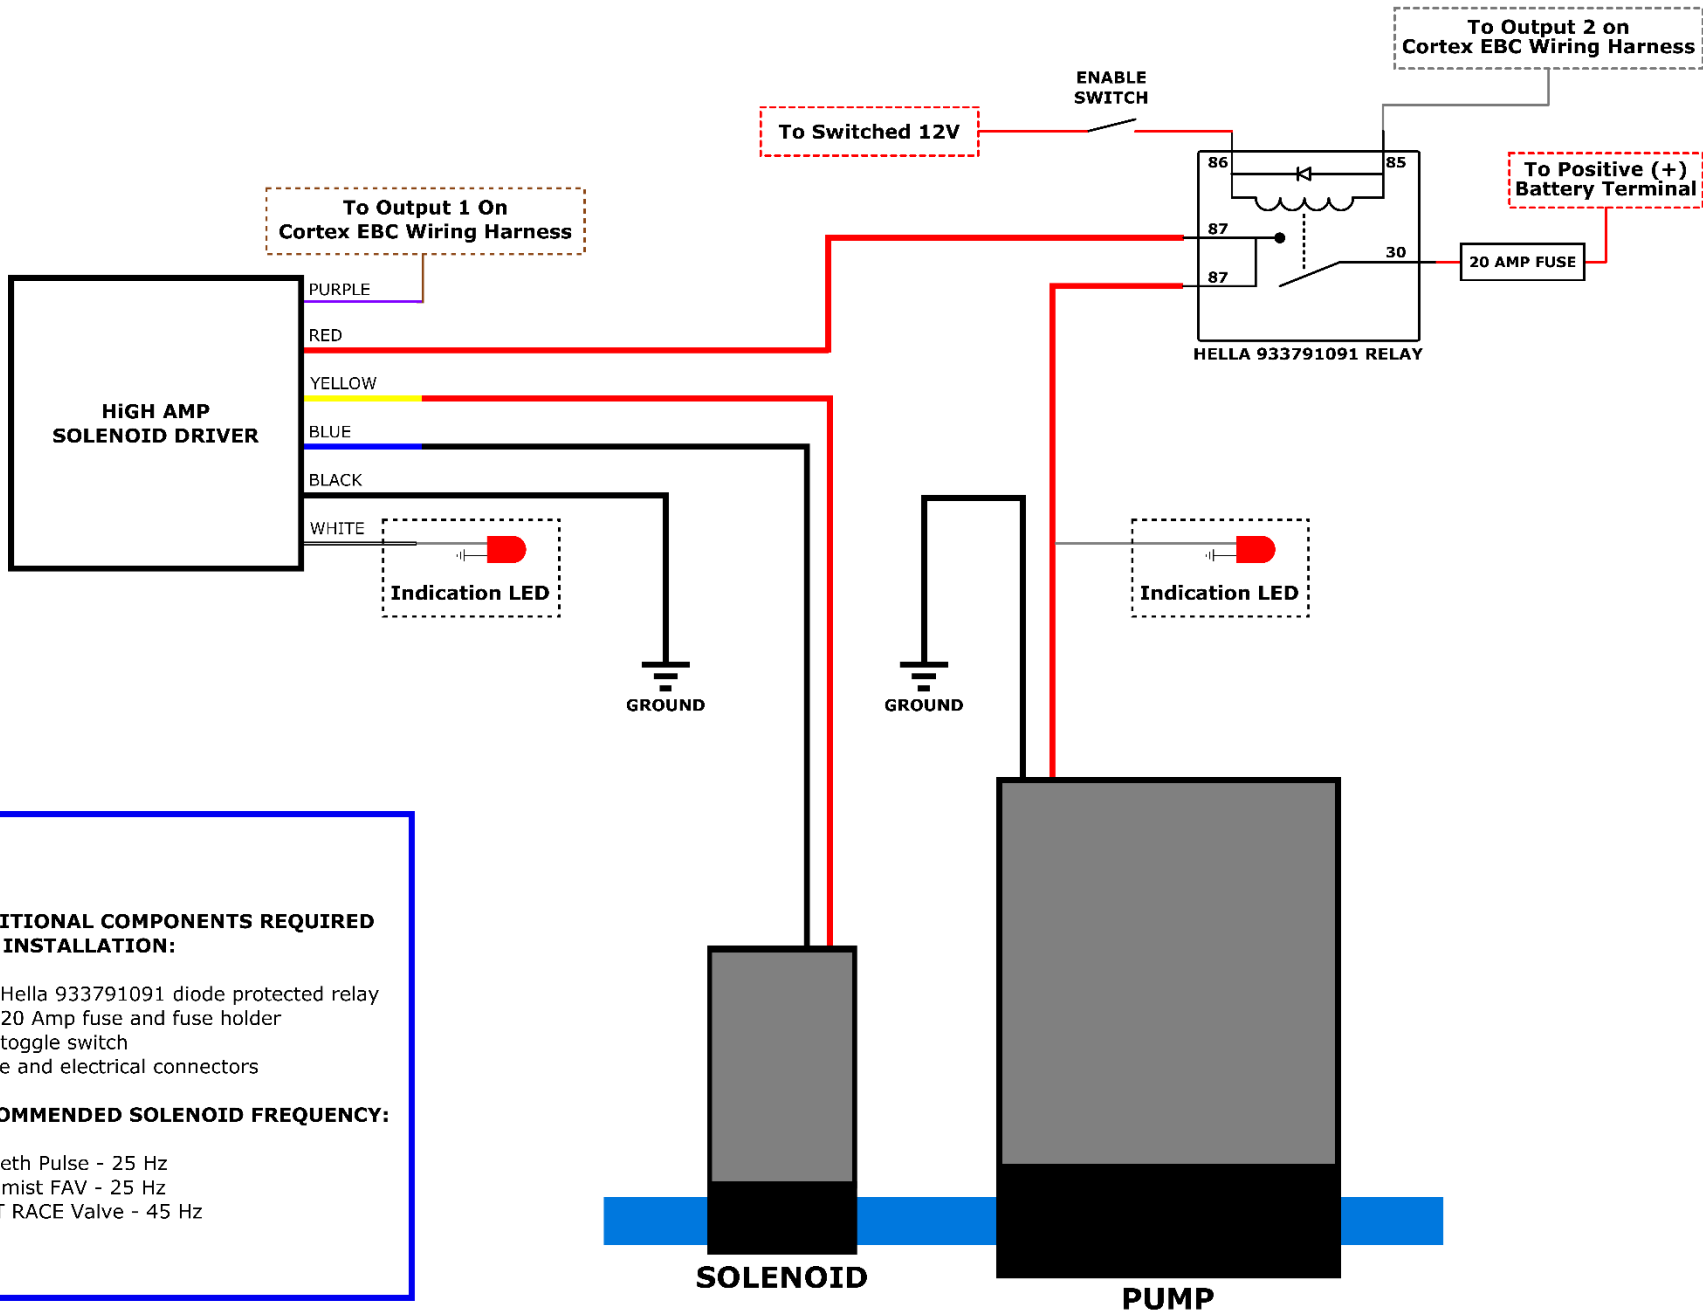 To Output 2 on
Cortex EBC Wiring Harness
ENABLE
SWITCH
To Switched 12V
86
85
To Positive (+)
Battery Terminal
To Output 1 On
Cortex EBC Wiring Harness
87
30
20 AMP FUSE
87
HELLA 933791091 RELAY
PURPLE
RED
YELLOW
HiGH AMP
SOLENOID DRIVER
BLUE
BLACK
WHITE
Indication LED
Indication LED
GROUND
GROUND
ITIONAL COMPONENTS REQUIRED
INSTALLATION:
Hella 933791091 diode protected relay
20 Amp fuse and fuse holder
toggle switch
e and electrical connectors
OMMENDED SOLENOID FREQUENCY:
eth Pulse - 25 Hz
mist FAV - 25 Hz
T RACE Valve - 45 Hz
SOLENOID
PUMP